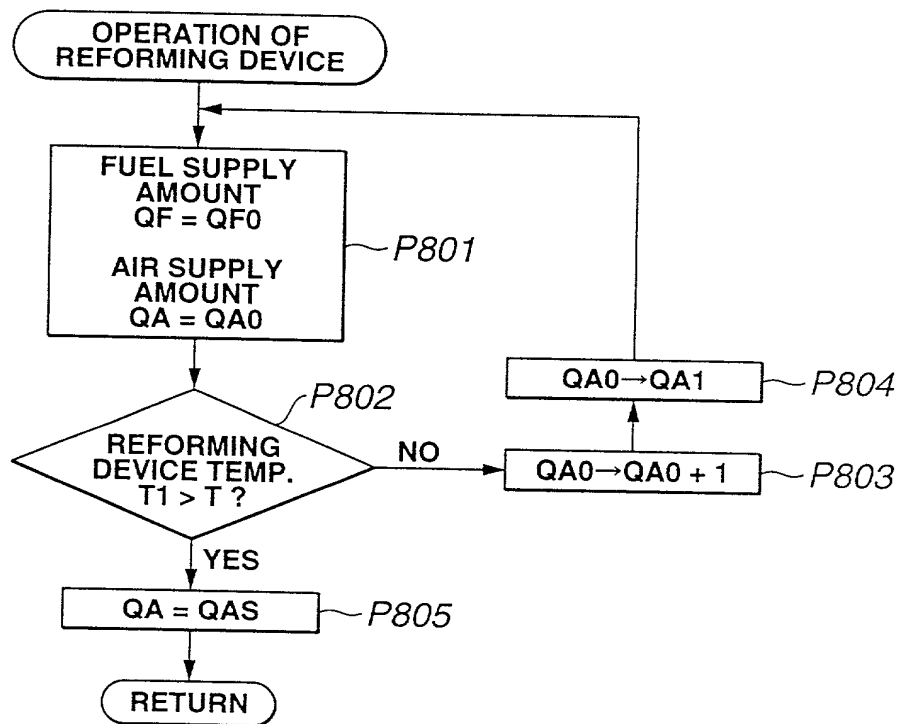 OPERATION OF
REFORMING DEVICE
FUEL SUPPLY
AMOUNT
QF = QF0
AIR SUPPLY
AMOUNT
QA = QA0
P801
P802
REFORMING
DEVICE TEMP.
T1 > T ?
NO
QA0→QA1
P804
QA0→QA0 + 1
P803
YES
QA = QAS
P805
RETURN